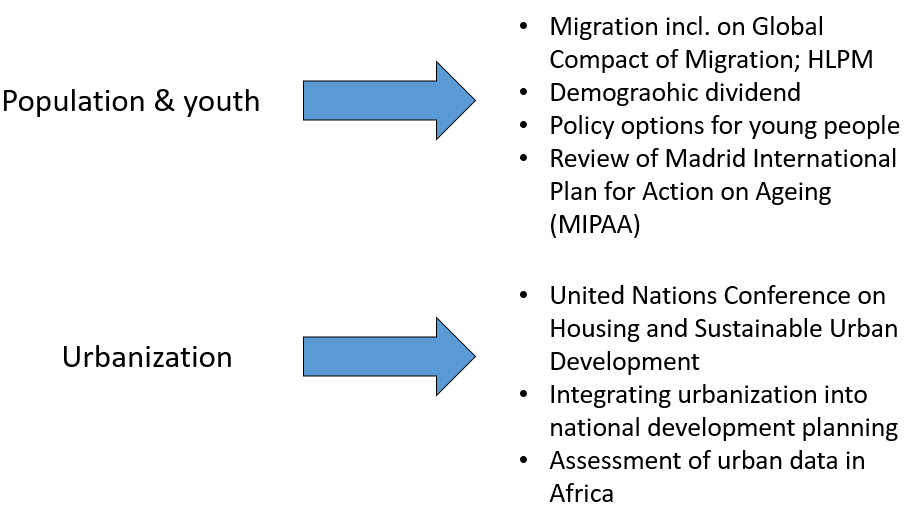 Population & youth
• Migration incl. on Global
Compact of Migration; HLPM
• Demograohic dividend
• Policy options for young people
• Review of Madrid International
Plan for Action on Ageing
(MIPAA)
Urbanization
• United Nations Conference on
Housing and Sustainable Urban
Development
• Integrating urbanization into
national development planning
• Assessment of urban data in
Africa